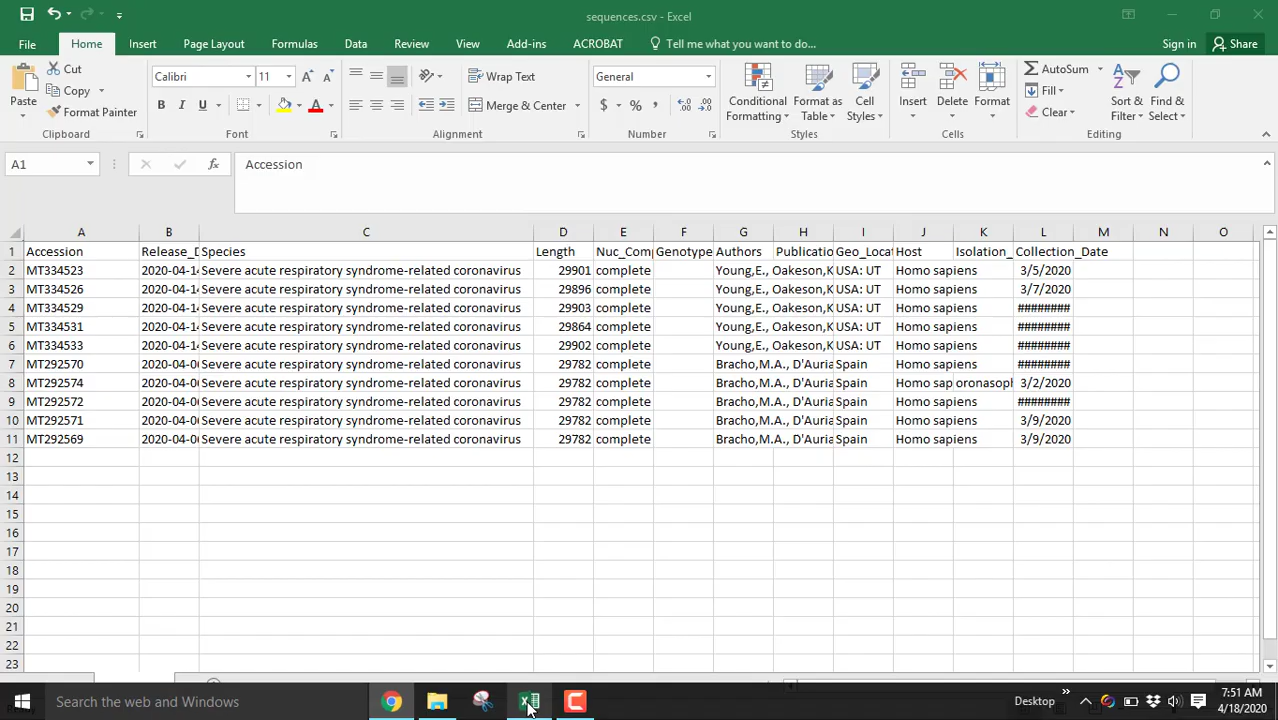 sequences.csv - Excel
File Home Insert Page Layout Formulas Data Review View Add-ins ACROBAT Tell me what you want to do... Sign in Share
Paste
Cut
Copy
Format Painter
Clipboard
Calibri 11
B I U A
Font
Wrap Text
Merge & Center
Alignment
General
$ % ,
Number
Conditional Formatting
Format as Table
Cell Styles
Styles
Insert Delete Format
Cells
AutoSum
Fill
Clear
Sort & Filter
Find & Select
Editing
A1 fx Accession
A B C D E F G H I J K L M N O
1 Accession Release_D Species Length Nuc_Comp Genotype Authors Publicatio Geo_Locat Host Isolation_ Collection_Date
2 MT334523 2020-04-14 Severe acute respiratory syndrome-related coronavirus 29901 complete Young,E., Oakeson,K USA: UT Homo sapiens 3/5/2020
3 MT334526 2020-04-14 Severe acute respiratory syndrome-related coronavirus 29896 complete Young,E., Oakeson,K USA: UT Homo sapiens 3/7/2020
4 MT334529 2020-04-14 Severe acute respiratory syndrome-related coronavirus 29903 complete Young,E., Oakeson,K USA: UT Homo sapiens ########
5 MT334531 2020-04-14 Severe acute respiratory syndrome-related coronavirus 29864 complete Young,E., Oakeson,K USA: UT Homo sapiens ########
6 MT334533 2020-04-14 Severe acute respiratory syndrome-related coronavirus 29902 complete Young,E., Oakeson,K USA: UT Homo sapiens ########
7 MT292570 2020-04-06 Severe acute respiratory syndrome-related coronavirus 29782 complete Bracho,M.A., D'Auria Spain Homo sapiens ########
8 MT292574 2020-04-06 Severe acute respiratory syndrome-related coronavirus 29782 complete Bracho,M.A., D'Auria Spain Homo sap oronasoph 3/2/2020
9 MT292572 2020-04-06 Severe acute respiratory syndrome-related coronavirus 29782 complete Bracho,M.A., D'Auria Spain Homo sapiens ########
10 MT292571 2020-04-06 Severe acute respiratory syndrome-related coronavirus 29782 complete Bracho,M.A., D'Auria Spain Homo sapiens 3/9/2020
11 MT292569 2020-04-06 Severe acute respiratory syndrome-related coronavirus 29782 complete Bracho,M.A., D'Auria Spain Homo sapiens 3/9/2020
12
13
14
15
16
17
18
19
20
21
22
23
Search the web and Windows
Desktop
7:51 AM
4/18/2020